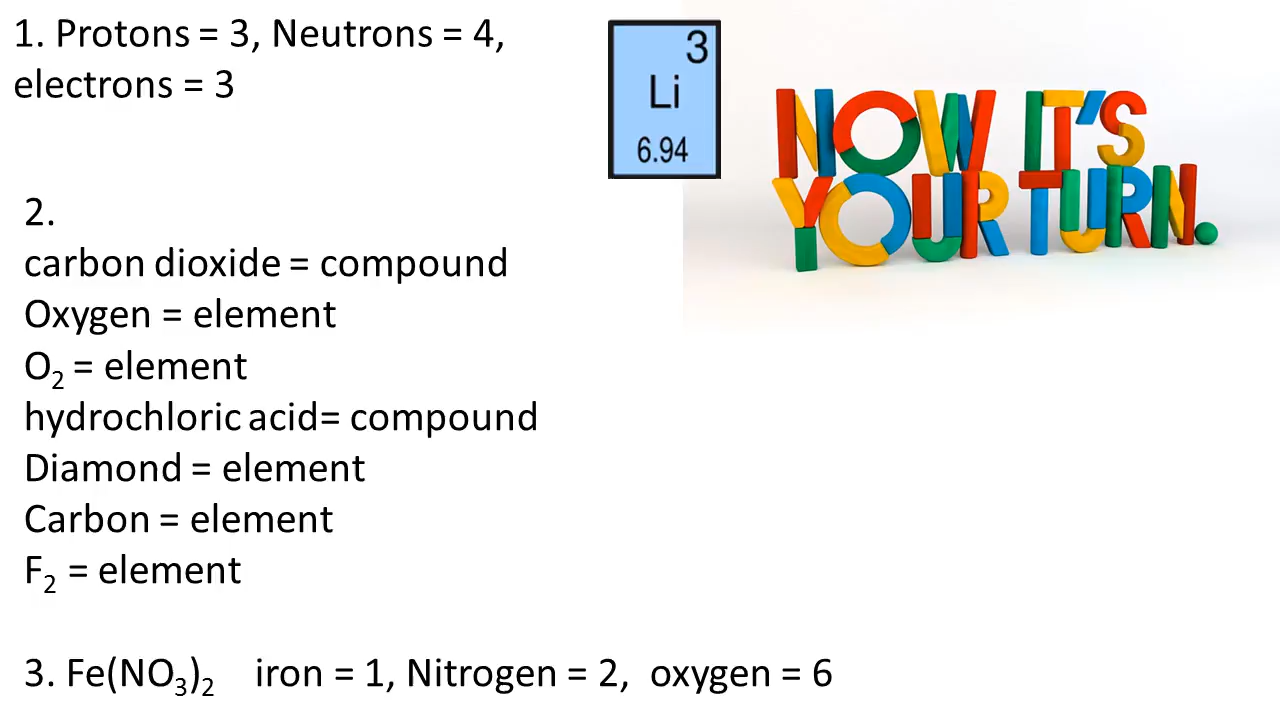 1. Protons = 3, Neutrons = 4,
electrons = 3
3
Li
6.94
NOW IT'S
YOUR TURN.
2.
carbon dioxide = compound
Oxygen = element
O₂ = element
hydrochloric acid= compound
Diamond = element
Carbon = element
F₂ = element
3. Fe(NO₃)₂ iron = 1, Nitrogen = 2, oxygen = 6